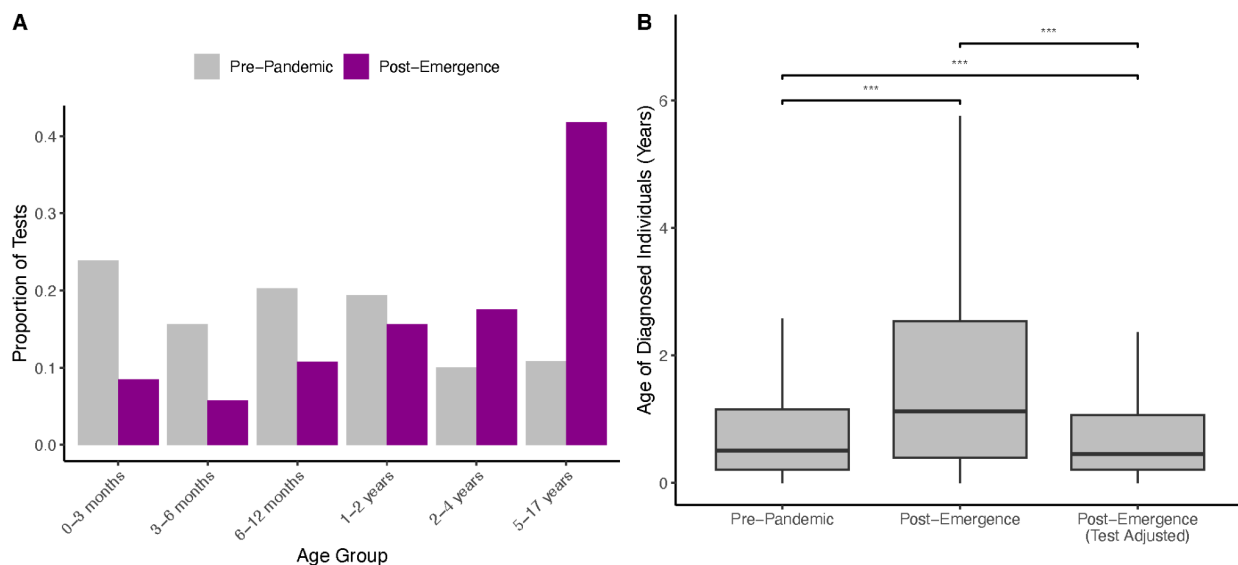 A
Pre-Pandemic
Post-Emergence
Proportion of Tests
0.4
0.3
0.2
0.1
0.0
0-3 months
3-6 months
6-12 months
1-2 years
2-4 years
5-17 years
Age Group
B
***
***
***
Age of Diagnosed Individuals (Years)
6
4
2
0
Pre-Pandemic
Post-Emergence
Post-Emergence
(Test Adjusted)